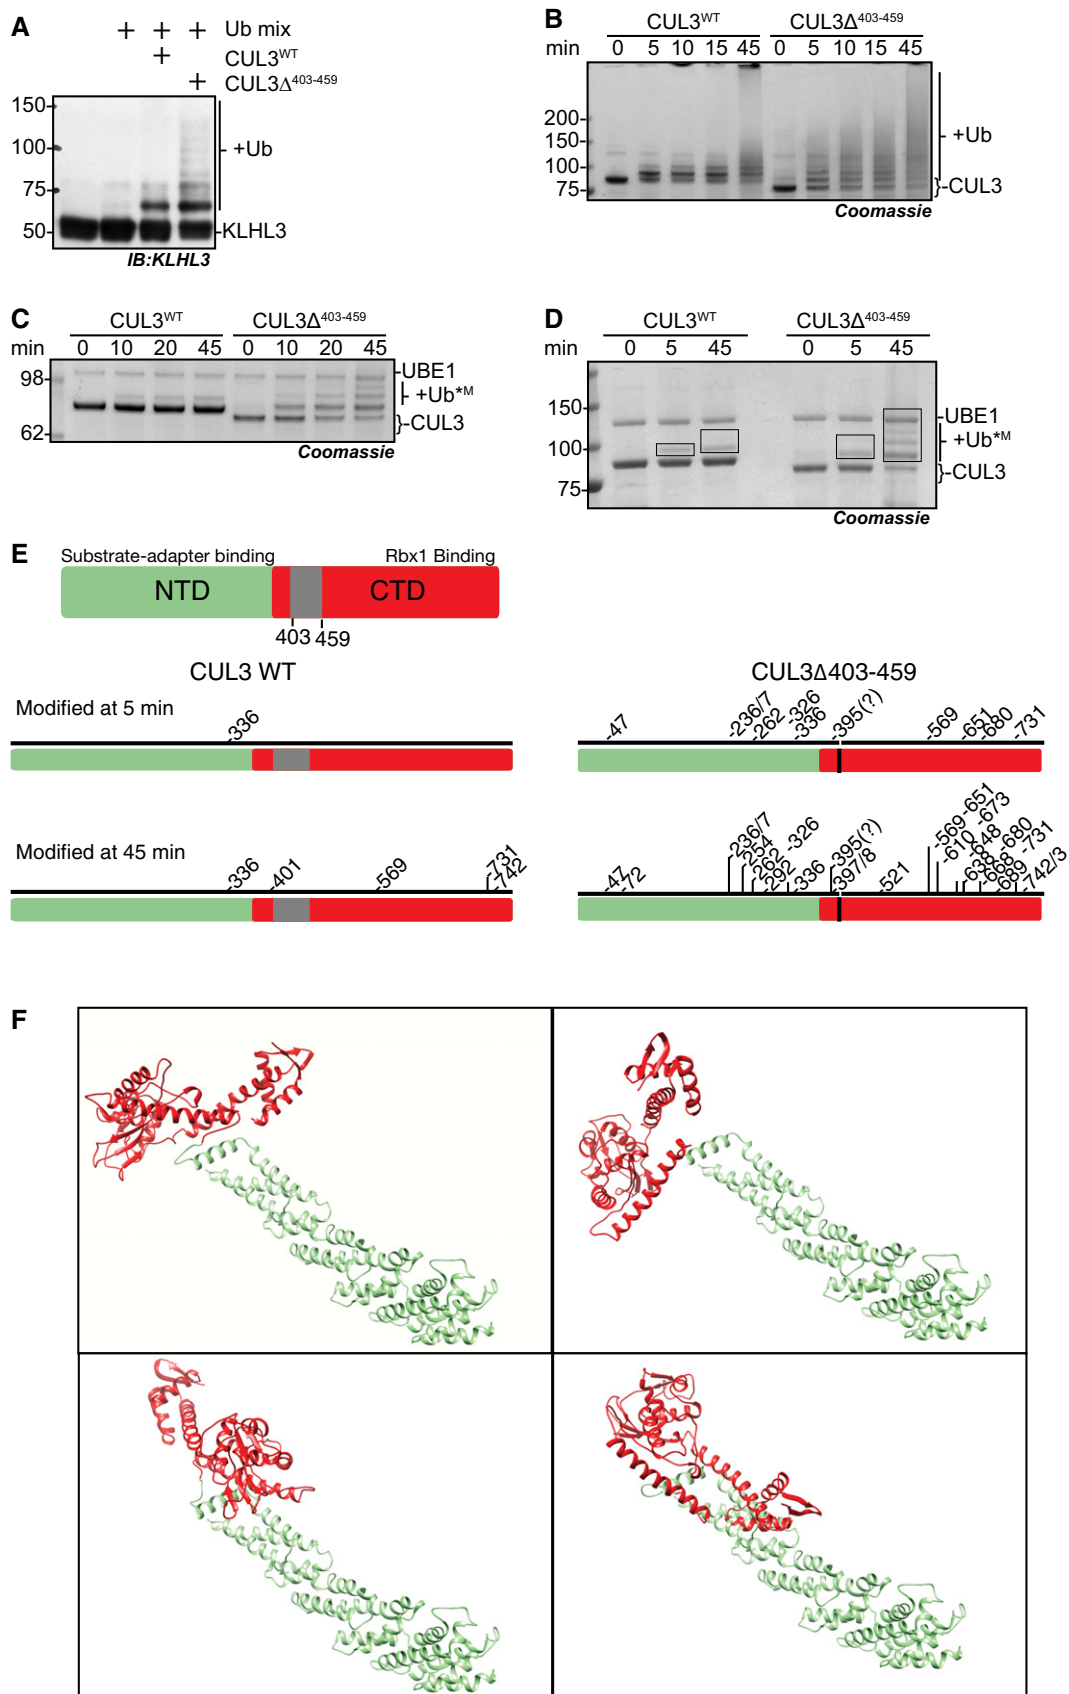 A
+ + + Ub mix
+ CUL3WT
+ CUL3Δ403-459
150-
100-
75-
50-
+Ub
-KLHL3
IB:KLHL3
B
CUL3WT CUL3Δ403-459
min 0 5 10 15 45 0 5 10 15 45
200-
150-
100-
75-
+Ub
}-CUL3
Coomassie
C
CUL3WT CUL3Δ403-459
min 0 10 20 45 0 10 20 45
98-
62-
-UBE1
+Ub*M
}-CUL3
Coomassie
D
CUL3WT CUL3Δ403-459
min 0 5 45 0 5 45
150-
100-
75-
-UBE1
+Ub*M
}-CUL3
Coomassie
E
Substrate-adapter binding Rbx1 Binding
NTD CTD
403 459
CUL3 WT CUL3Δ403-459
Modified at 5 min
-336
-47 -236/7 -262 -326 -336 -395(?) -569 -651 -680 -731
Modified at 45 min
-336 -401 -569 -731 -742
-47 -72 -236/7 -254 -262 -326 -292 -336 -395(?) -397/8 -521 -569 -651 -610 -673 -648 -638 -680 -668 -731 -689 -742/3
F